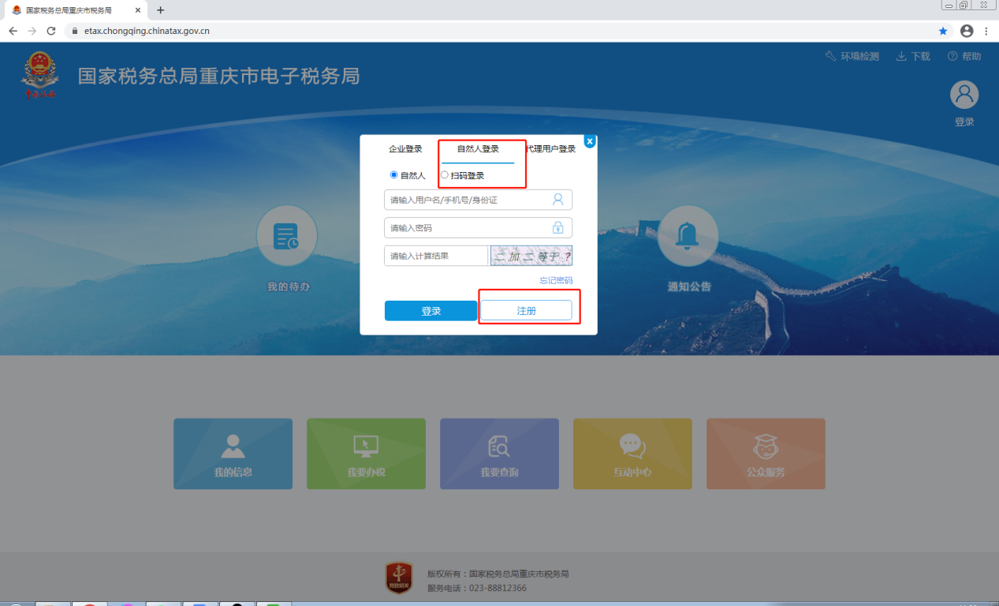 国家税务总局重庆市税务局
etax.chongqing.chinatax.gov.cn
环境检测 下载 帮助
国家税务总局重庆市电子税务局
登录
企业登录 自然人登录 代理用户登录 x
自然人 扫码登录
请输入用户名/手机号/身份证
请输入密码
请输入计算结果 二 加 二 等于 ?
忘记密码
登录 注册
我的待办 通知公告
我的信息 我要办税 我要查询 互动中心 公众服务
党政机关
版权所有：国家税务总局重庆市税务局
服务电话：023-88812366